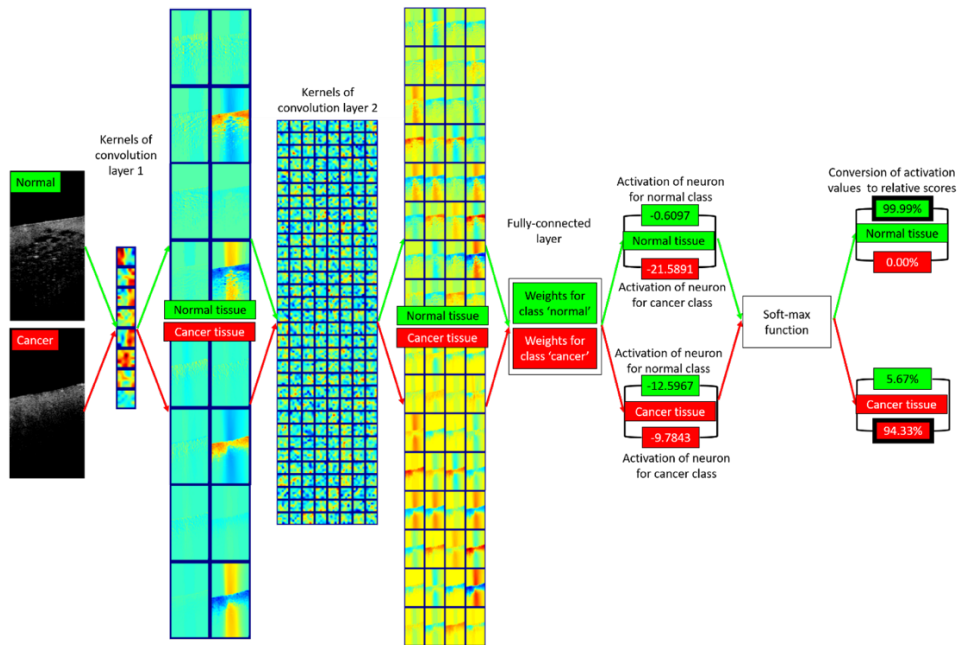 Normal
Cancer
Kernels of
convolution
layer 1
Normal tissue
Cancer tissue
Kernels of
convolution layer 2
Normal tissue
Cancer tissue
Fully-connected
layer
Weights for
class ‘normal’
Weights for
class ‘cancer’
Activation of neuron
for normal class
-0.6097
Normal tissue
-21.5891
Activation of neuron
for cancer class
Activation of neuron
for normal class
-12.5967
Cancer tissue
-9.7843
Activation of neuron
for cancer class
Soft-max
function
Conversion of activation
values to relative scores
99.99%
Normal tissue
0.00%
5.67%
Cancer tissue
94.33%